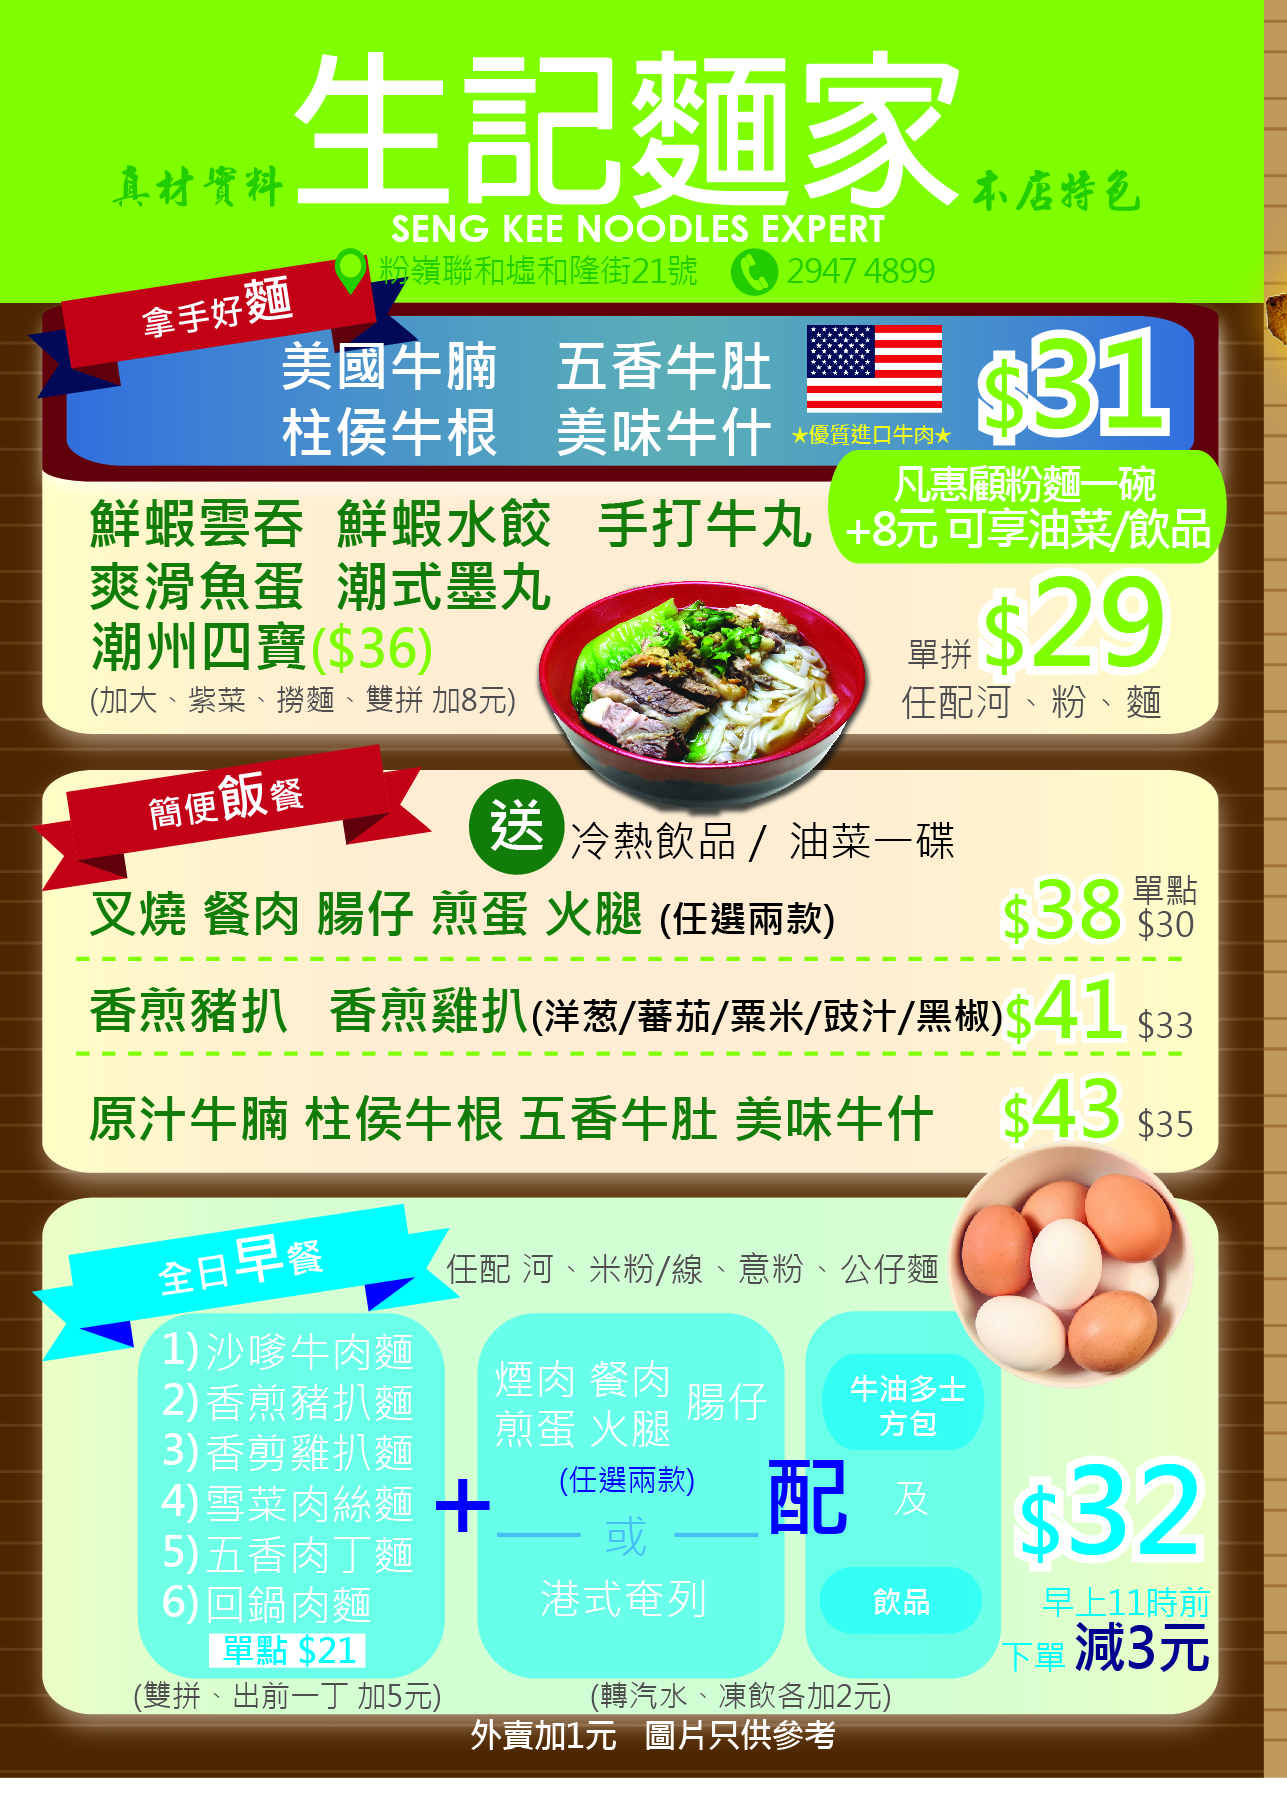 生記麵家
真材實料
本店特色
SENG KEE NOODLES EXPERT
粉嶺聯和墟和隆街21號 2947 4899
拿手好麵
美國牛腩 五香牛肚
柱侯牛根 美味牛什
★優質進口牛肉★
$31
凡惠顧粉麵一碗
+8元 可享油菜/飲品
鮮蝦雲吞 鮮蝦水餃 手打牛丸
爽滑魚蛋 潮式墨丸
潮州四寶($36)
(加大、紫菜、撈麵、雙拼 加8元)
單拼 $29
任配河、粉、麵
簡便飯餐
送 冷熱飲品 / 油菜一碟
叉燒 餐肉 腸仔 煎蛋 火腿 (任選兩款) $38 單點 $30
香煎豬扒 香煎雞扒(洋葱/蕃茄/粟米/豉汁/黑椒) $41 $33
原汁牛腩 柱侯牛根 五香牛肚 美味牛什 $43 $35
全日早餐
任配 河、米粉/線、意粉、公仔麵
1)沙嗲牛肉麵
2)香煎豬扒麵
3)香剪雞扒麵
4)雪菜肉絲麵
5)五香肉丁麵
6)回鍋肉麵
單點 $21
+
煙肉 餐肉 腸仔
煎蛋 火腿
(任選兩款)
或
港式奄列
配
牛油多士
方包
及
飲品
$32
早上11時前
下單 減3元
(雙拼、出前一丁 加5元) (轉汽水、凍飲各加2元)
外賣加1元 圖片只供參考